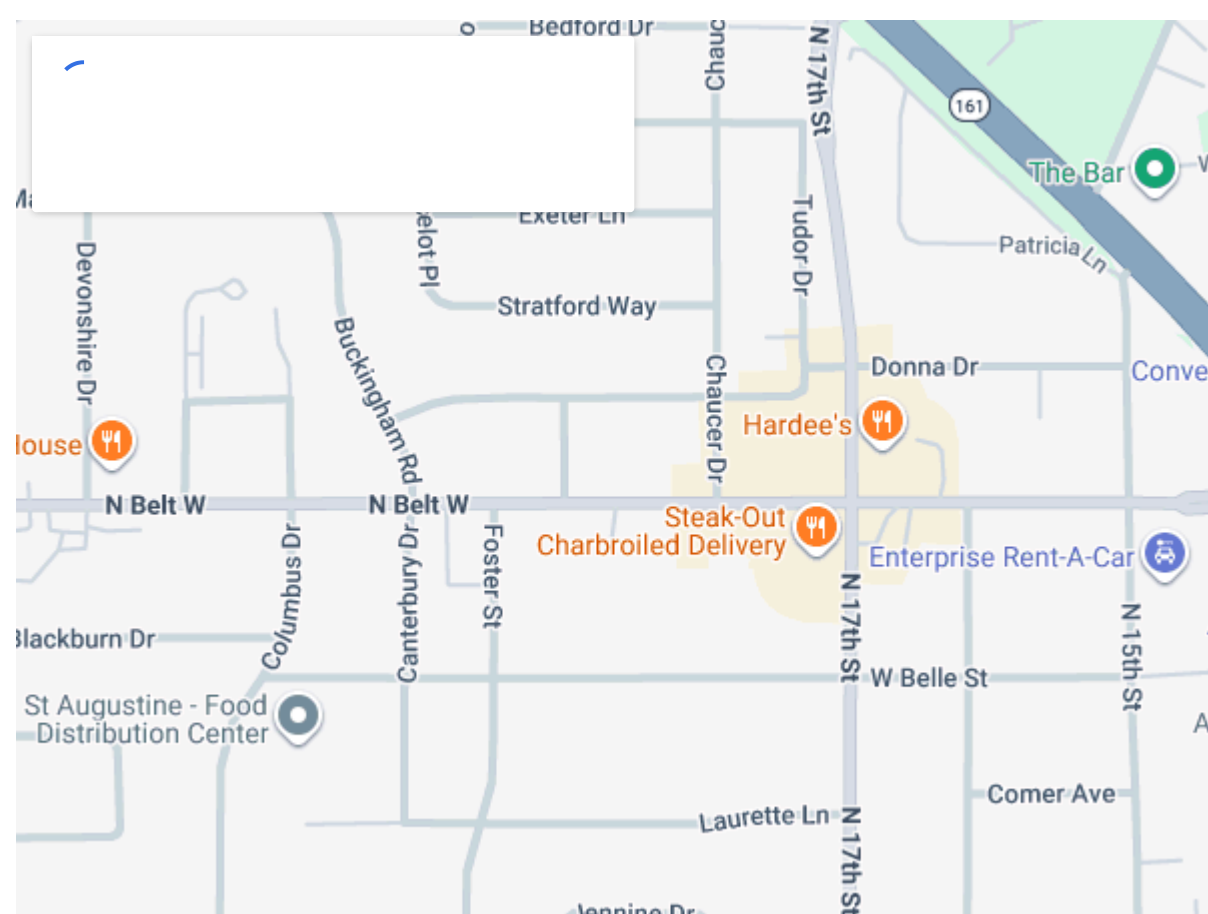 Bedford Dr
N 17th St
161
The Bar
Exeter Ln
Tudor Dr
Patricia Ln
Devonshire Dr
Stratford Way
Buckingham Rd
Chaucer Dr
Donna Dr
Hardee's
N Belt W
N Belt W
Steak-Out
Charbroiled Delivery
Enterprise Rent-A-Car
Columbus Dr
Canterbury Dr
Foster St
N 17th St
N 15th St
Blackburn Dr
W Belle St
St Augustine - Food
Distribution Center
Comer Ave
Laurette Ln
N 17th St